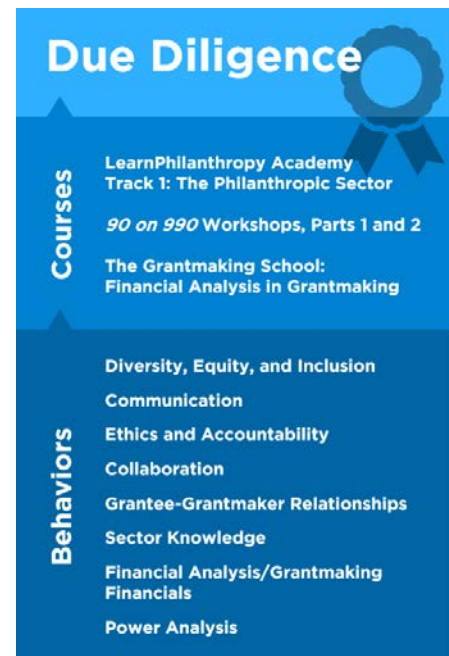 Due Diligence
Courses
LearnPhilanthropy Academy
Track 1: The Philanthropic Sector
90 on 990 Workshops, Parts 1 and 2
The Grantmaking School:
Financial Analysis in Grantmaking
Behaviors
Diversity, Equity, and Inclusion
Communication
Ethics and Accountability
Collaboration
Grantee-Grantmaker Relationships
Sector Knowledge
Financial Analysis/Grantmaking
Financials
Power Analysis